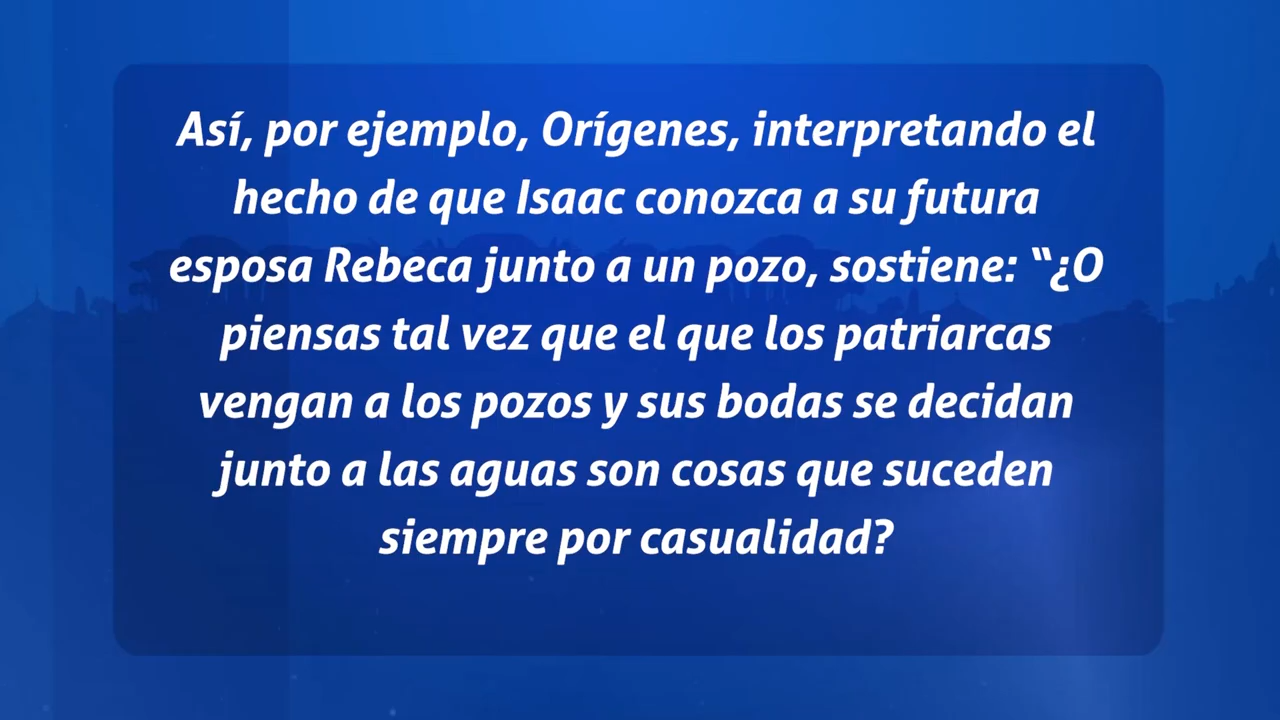 Así, por ejemplo, Orígenes, interpretando el
hecho de que Isaac conozca a su futura
esposa Rebeca junto a un pozo, sostiene: “¿O
piensas tal vez que el que los patriarcas
vengan a los pozos y sus bodas se decidan
junto a las aguas son cosas que suceden
siempre por casualidad?